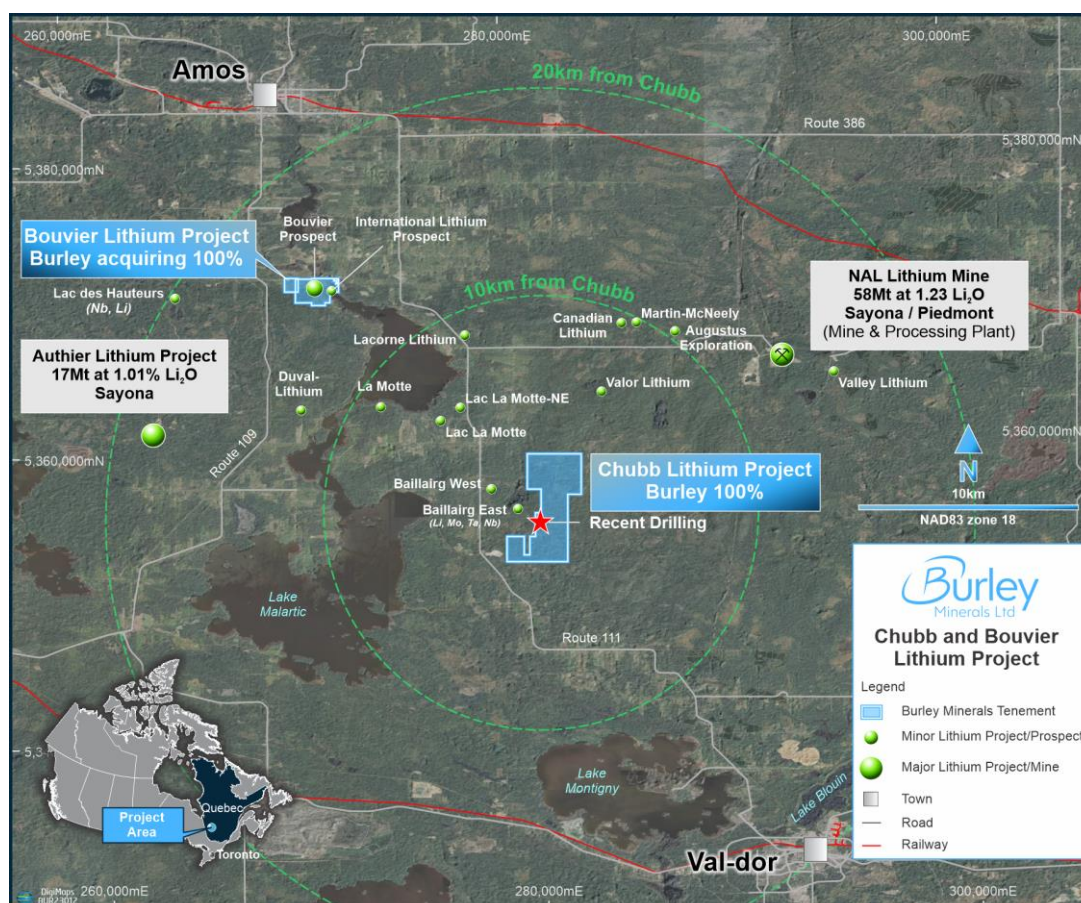 260,000mE
280,000mE
300,000mE
Amos
20km from Chubb
Route 386
5,380,000mN
5,380,000mN
Bouvier Lithium Project
Burley acquiring 100%
Bouvier
Prospect
International Lithium
Prospect
Lac des Hauteurs
(Nb, Li)
10km from Chubb
NAL Lithium Mine
58Mt at 1.23 Li₂O
Sayona / Piedmont
(Mine & Processing Plant)
Canadian
Lithium
Martin-McNeely
Augustus
Exploration
Lacorne Lithium
Authier Lithium Project
17Mt at 1.01% Li₂O
Sayona
Duval-
Lithium
La Motte
Lac La Motte-NE
Lac La Motte
Valor Lithium
Valley Lithium
Route 109
5,360,000mN
5,360,000mN
Chubb Lithium Project
Burley 100%
Baillairg West
Baillairg East
(Li, Mo, Ta, Nb)
Recent Drilling
N
10km
NAD83 zone 18
Lake
Malartic
Route 111
Burley
Minerals Ltd
Chubb and Bouvier
Lithium Project
Legend
Burley Minerals Tenement
Minor Lithium Project/Prospect
Major Lithium Project/Mine
Town
Road
Railway
Lake
Montigny
Lake Blouin
Val-dor
Quebec
Project
Area
Toronto
260,000mE
280,000mE
300,000mE
DigiMaps